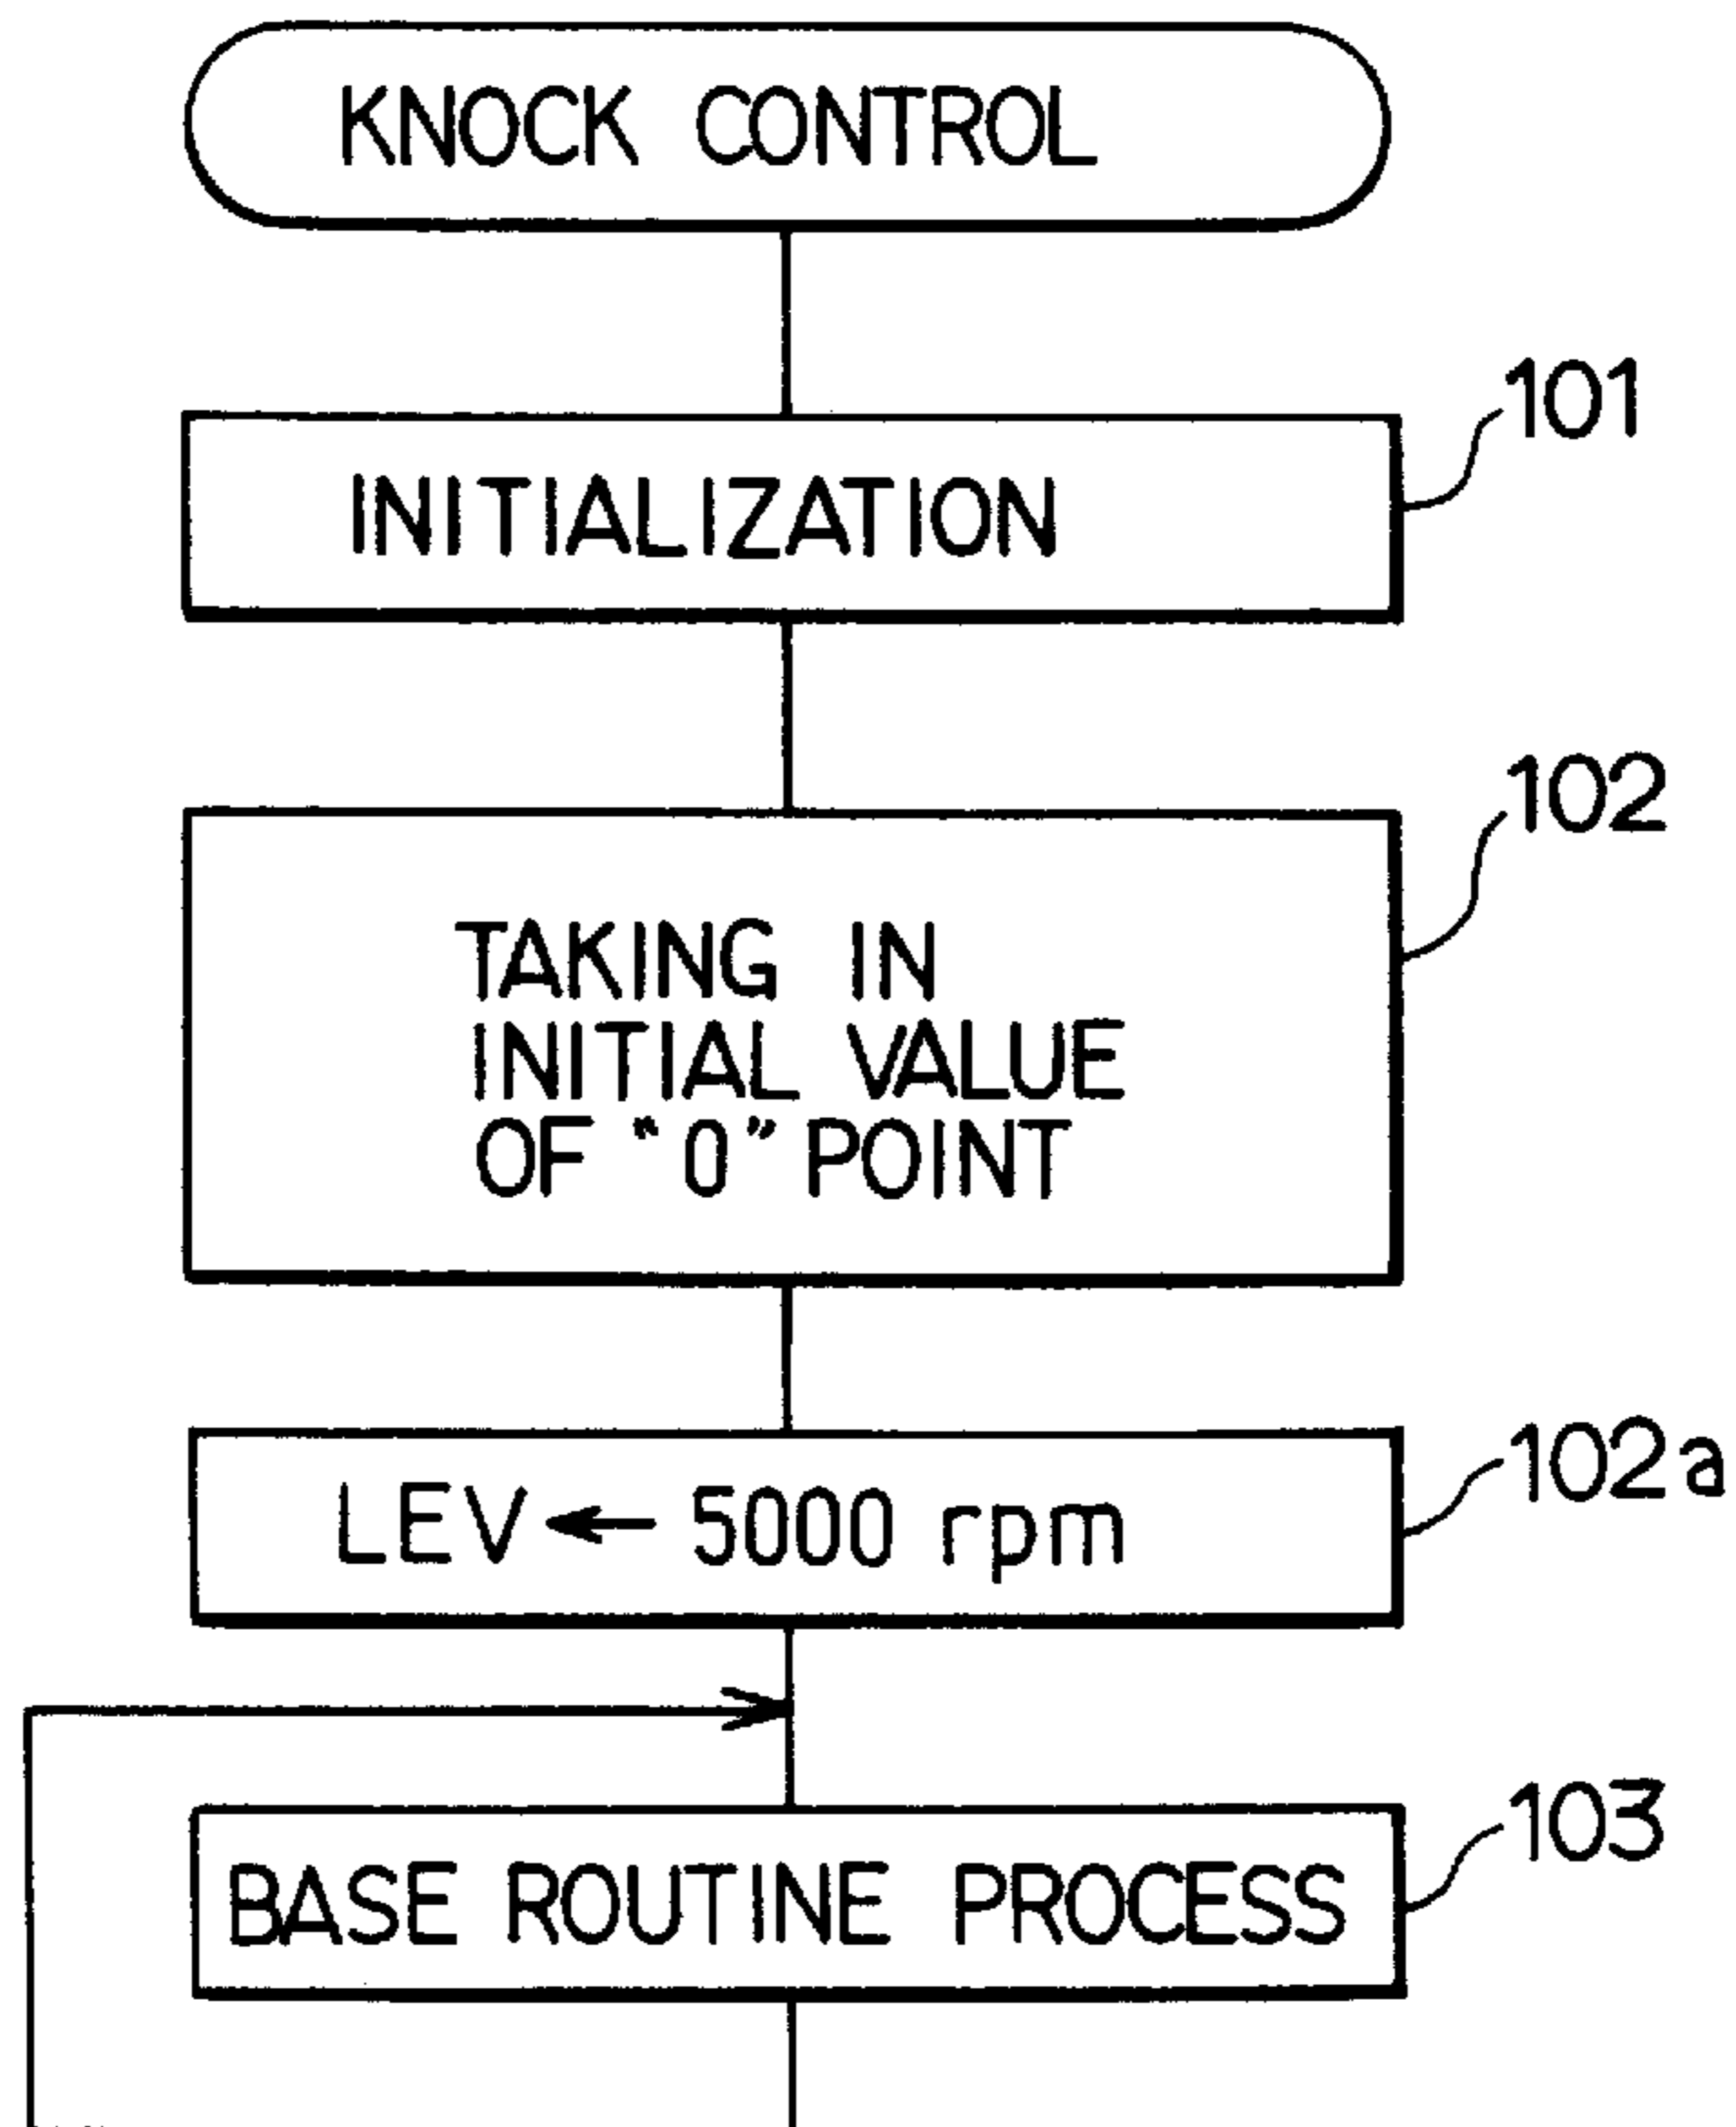 KNOCK CONTROL
101
INITIALIZATION
102
TAKING IN
INITIAL VALUE
OF “0” POINT
102a
LEV ← 5000 rpm
103
BASE ROUTINE PROCESS